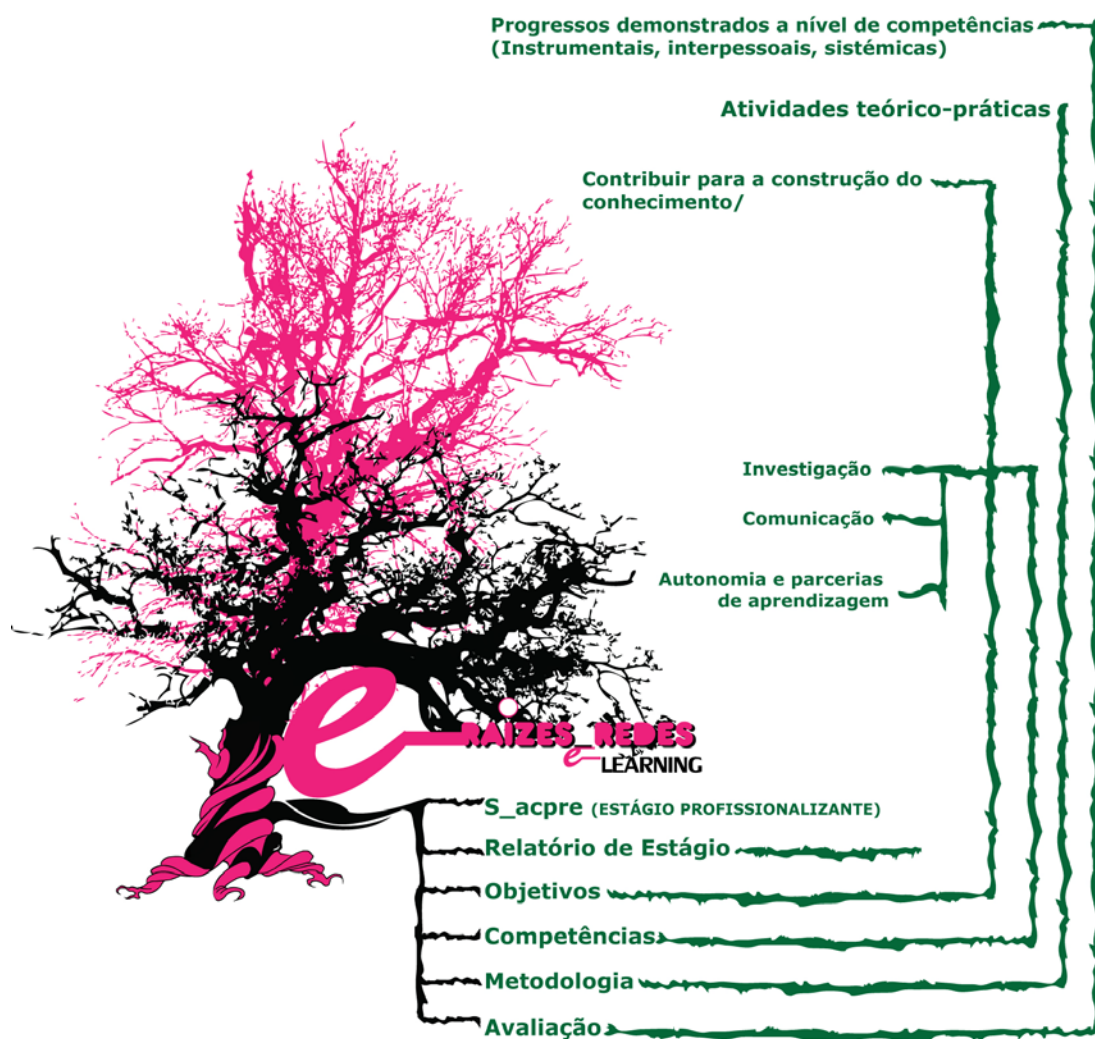 Progressos demonstrados a nível de competências
(Instrumentais, interpessoais, sistémicas)
Atividades teórico-práticas
Contribuir para a construção do
conhecimento/
Investigação
Comunicação
Autonomia e parcerias
de aprendizagem
e
RAÍZES_REDES
e LEARNING
S_acpre (ESTÁGIO PROFISSIONALIZANTE)
Relatório de Estágio
Objetivos
Competências
Metodologia
Avaliação